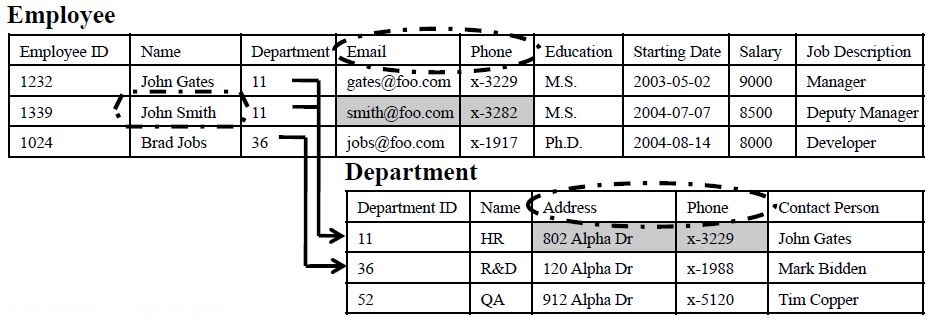 Employee
Employee ID Name Department Email Phone Education Starting Date Salary Job Description
1232 John Gates 11 gates@foo.com x-3229 M.S. 2003-05-02 9000 Manager
1339 John Smith 11 smith@foo.com x-3282 M.S. 2004-07-07 8500 Deputy Manager
1024 Brad Jobs 36 jobs@foo.com x-1917 Ph.D. 2004-08-14 8000 Developer
Department
Department ID Name Address Phone Contact Person
11 HR 802 Alpha Dr x-3229 John Gates
36 R&D 120 Alpha Dr x-1988 Mark Bidden
52 QA 912 Alpha Dr x-5120 Tim Copper